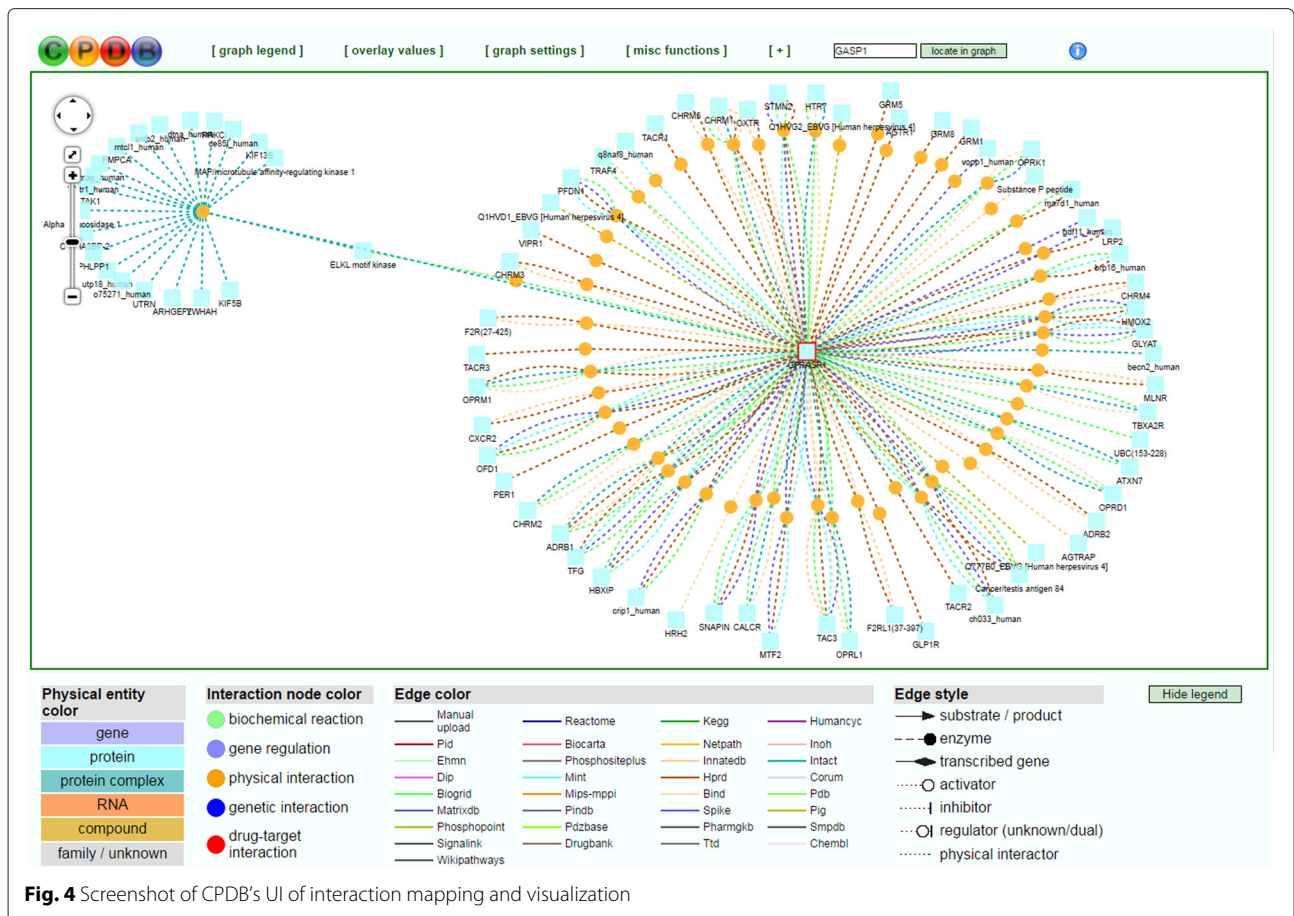 C P D B
[ graph legend ] [ overlay values ] [ graph settings ] [ misc functions ] [ + ] GASP1 locate in graph i
STMN2 HTR7 GRM5
CHRM5 CHRM1 OXTR Q1HVG2_EBVG [Human herpesvirus 4] AGTR1
TACR1 GRM8
GRM1
q8naf8_human vopp1_human OPRK1
TRAF4
Substance P peptide
PFDN1 ma7d1_human
Q1HVD1_EBVG [Human herpesvirus 4] gdf11_human
VIPR1 LRP2
CHRM3
CHRM4
F2R(27-425) HMOX2
GLYAT
TACR3 becn2_human
OPRM1 MLNR
TBXA2R
CXCR2
UBC(153-228)
OFD1 ATXN7
PER1 OPRD1
CHRM2 ADRB2
ADRB1 AGTRAP
TFG [Human herpesvirus 4]
HBXIP Cancer/testis antigen 84
crip1_human TACR2
ch033_human
HRH2 SNAPIN CALCR TAC3 F2RL1(37-397)
MTF2 OPRL1 GLP1R
mtcl1_human
PMPCA KIF13B
MAP/microtubule affinity-regulating kinase 1
Alpha
ELKL motif kinase
PHLPP1
utp18_human
o75271_human
UTRN KIF5B
Physical entity color
gene
protein
protein complex
RNA
compound
family / unknown
Interaction node color
biochemical reaction
gene regulation
physical interaction
genetic interaction
drug-target interaction
Edge color
Manual upload Reactome Kegg Humancyc
Pid Biocarta Netpath Inoh
Ehmn Phosphositeplus Innatedb Intact
Dip Mint Hprd Corum
Biogrid Mips-mppi Bind Pdb
Matrixdb Pindb Spike Pig
Phosphopoint Pdzbase Pharmgkb Smpdb
Signalink Drugbank Ttd Chembl
Wikipathways
Edge style
substrate / product
enzyme
transcribed gene
activator
inhibitor
regulator (unknown/dual)
physical interactor
Hide legend
Fig. 4 Screenshot of CPDB's UI of interaction mapping and visualization